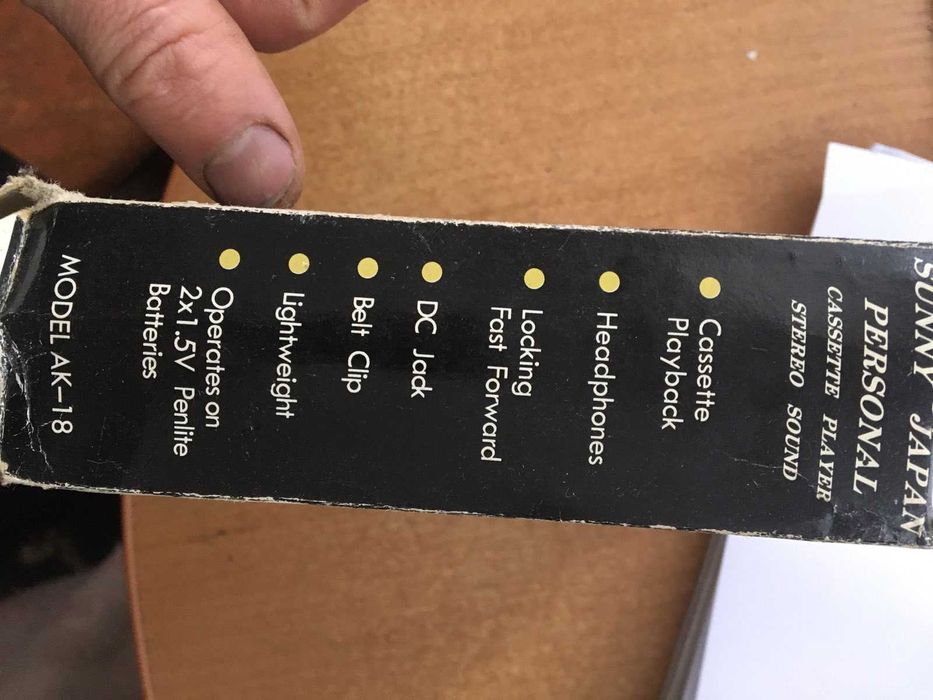 SUNNY JAPAN
PERSONAL
CASSETTE PLAYER
STEREO SOUND
Cassette
Playback
Headphones
Locking
Fast Forward
DC Jack
Belt Clip
Lightweight
Operates on
2x1.5V Penlite
Batteries
MODEL AK–18